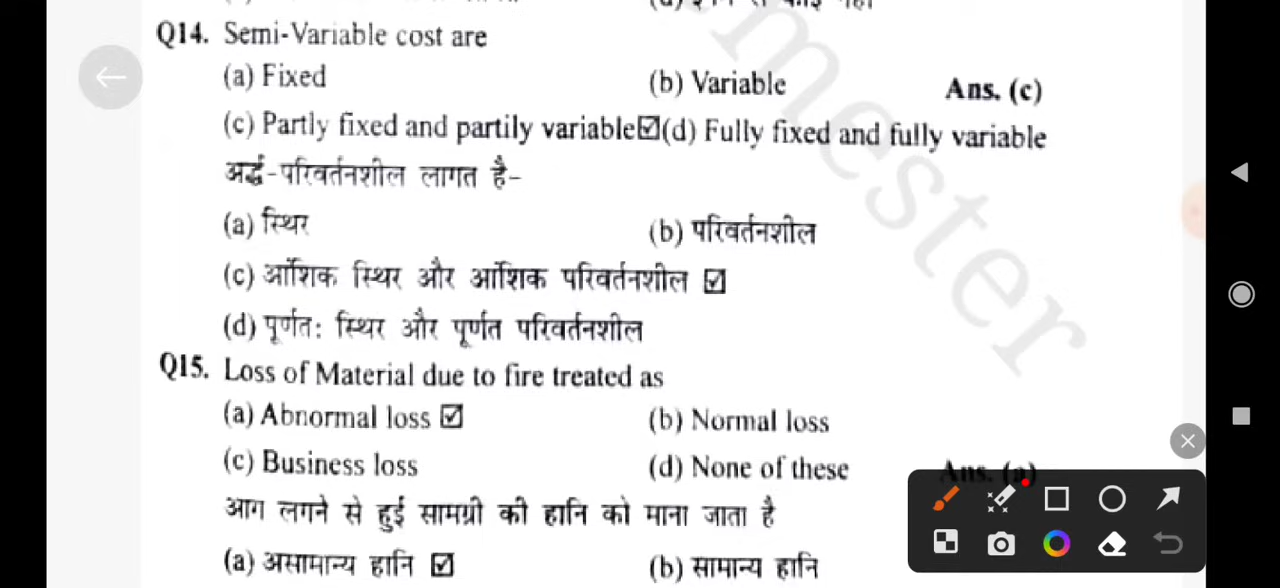 Q14. Semi-Variable cost are
(a) Fixed (b) Variable Ans. (c)
(c) Partly fixed and partily variable☑(d) Fully fixed and fully variable
अर्द्ध-परिवर्तनशील लागत है-
(a) स्थिर (b) परिवर्तनशील
(c) आंशिक स्थिर और आंशिक परिवर्तनशील ☑
(d) पूर्णत: स्थिर और पूर्णत परिवर्तनशील
Q15. Loss of Material due to fire treated as
(a) Abnormal loss ☑ (b) Normal loss
(c) Business loss (d) None of these Ans. (a)
आग लगने से हुई सामग्री की हानि को माना जाता है
(a) असामान्य हानि ☑ (b) सामान्य हानि